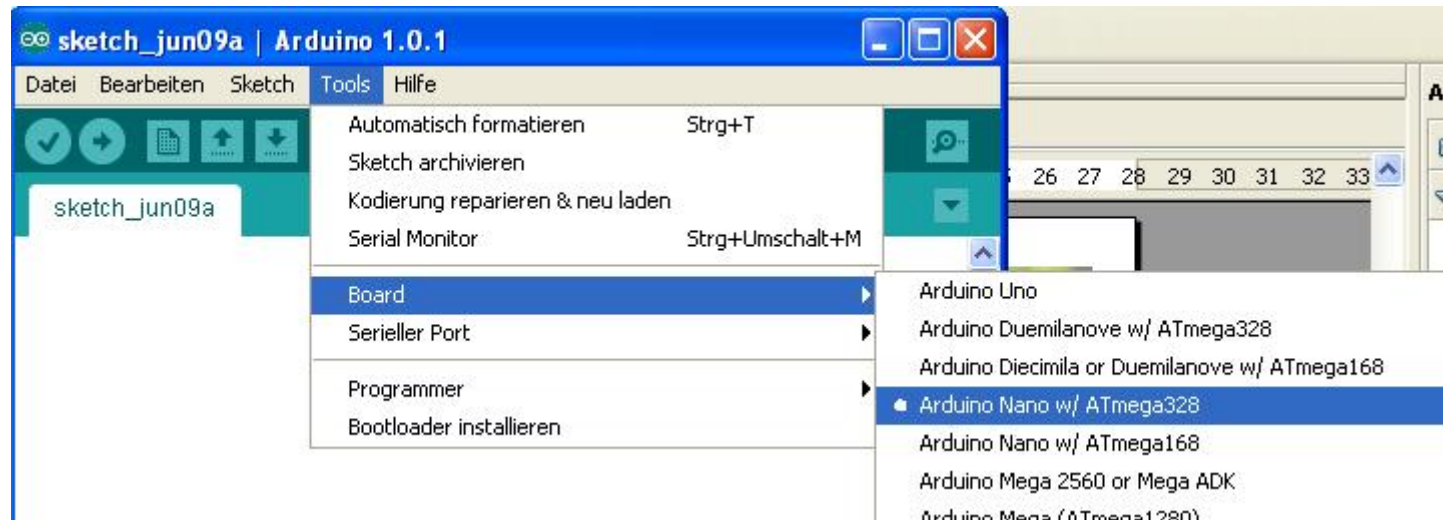 sketch_jun09a | Arduino 1.0.1
Datei Bearbeiten Sketch Tools Hilfe
Automatisch formatieren Strg+T
Sketch archivieren
Kodierung reparieren & neu laden
Serial Monitor Strg+Umschalt+M
Board
Serieller Port
Programmer
Bootloader installieren
sketch_jun09a
26 27 28 29 30 31 32 33
Arduino Uno
Arduino Duemilanove w/ ATmega328
Arduino Diecimila or Duemilanove w/ ATmega168
Arduino Nano w/ ATmega328
Arduino Nano w/ ATmega168
Arduino Mega 2560 or Mega ADK
Arduino Mega (ATmega1280)